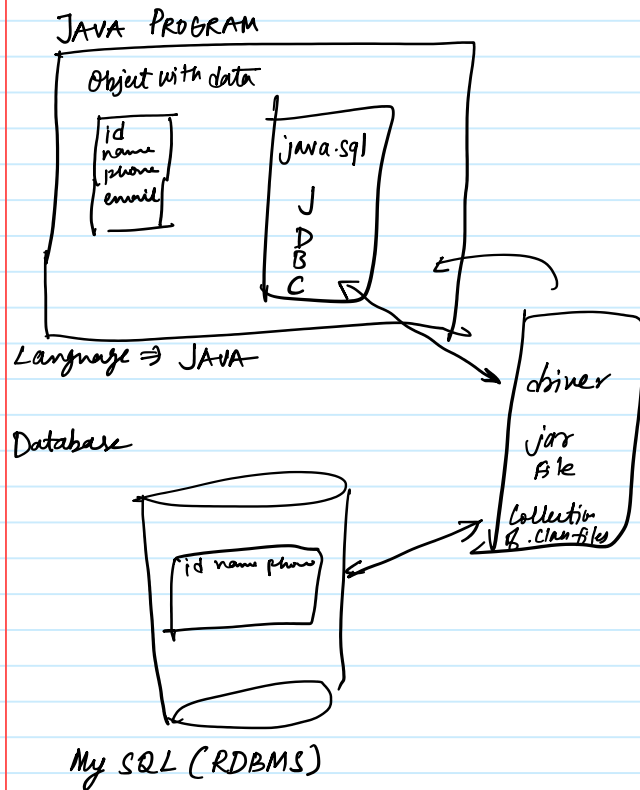 JAVA PROGRAM
Object with data
id
name
phone
email
java.sql
J
D
B
C
Language ⇒ JAVA
driver
jar
file
Collection
of .class files
Database
id name phone
My SQL (RDBMS)